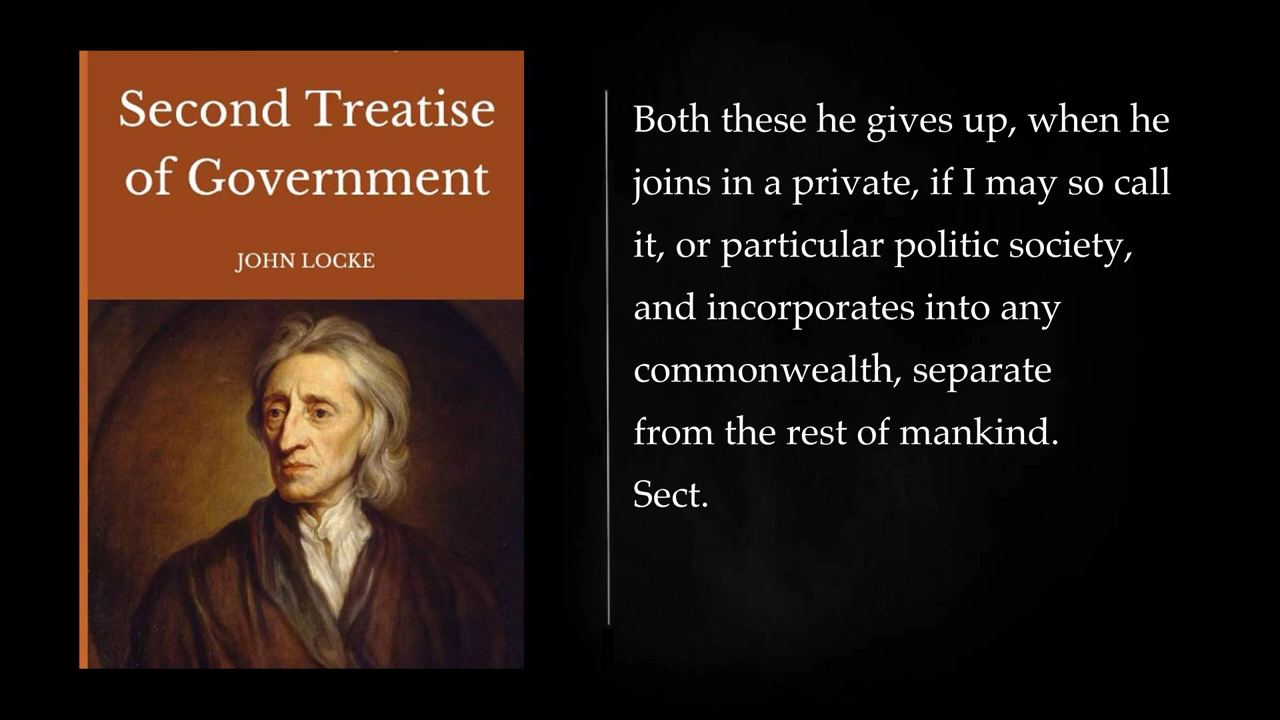 Second Treatise
of Government
JOHN LOCKE
Both these he gives up, when he
joins in a private, if I may so call
it, or particular politic society,
and incorporates into any
commonwealth, separate
from the rest of mankind.
Sect.